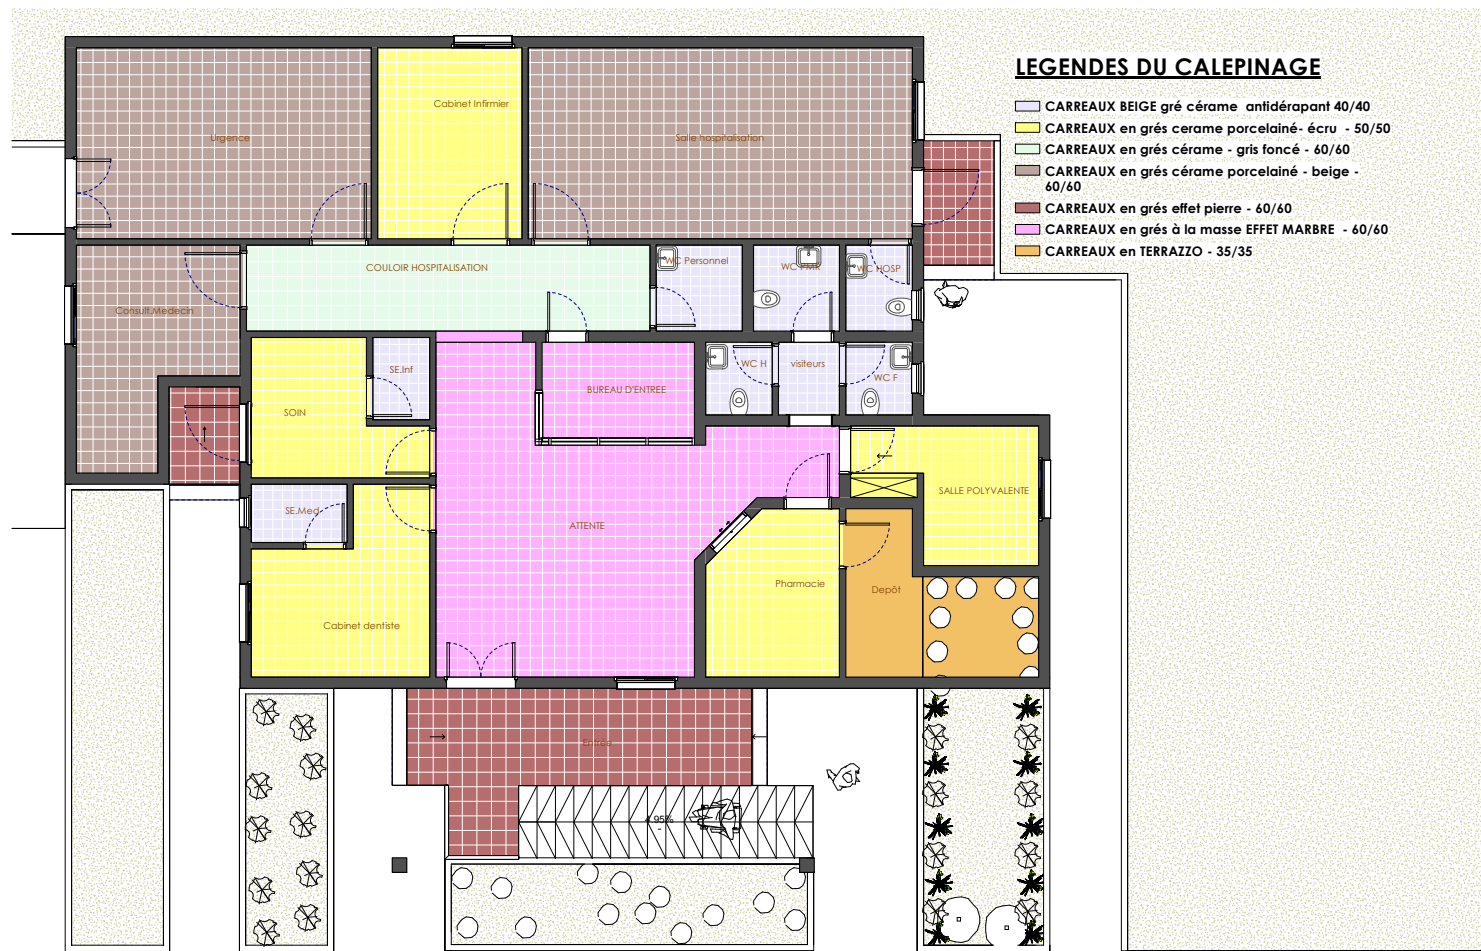 LEGENDES DU CALEPINAGE
CARREAUX BEIGE gré cérame antidérapant 40/40
CARREAUX en grés cerame porcelainé- écru - 50/50
CARREAUX en grés cérame - gris foncé - 60/60
CARREAUX en grés cérame porcelainé - beige -
60/60
CARREAUX en grés effet pierre - 60/60
CARREAUX en grés à la masse EFFET MARBRE - 60/60
CARREAUX en TERRAZZO - 35/35
Cabinet Infirmier
Urgence
Salle hospitalisation
COULOIR HOSPITALISATION
WC Personnel
WC PMR
WC HOSP
Consult.Medecin
SE.Inf
WC H
visiteurs
WC F
BUREAU D'ENTREE
SOIN
SALLE POLYVALENTE
SE.Med
ATTENTE
Pharmacie
Depôt
Cabinet dentiste
Entrée
4.95%